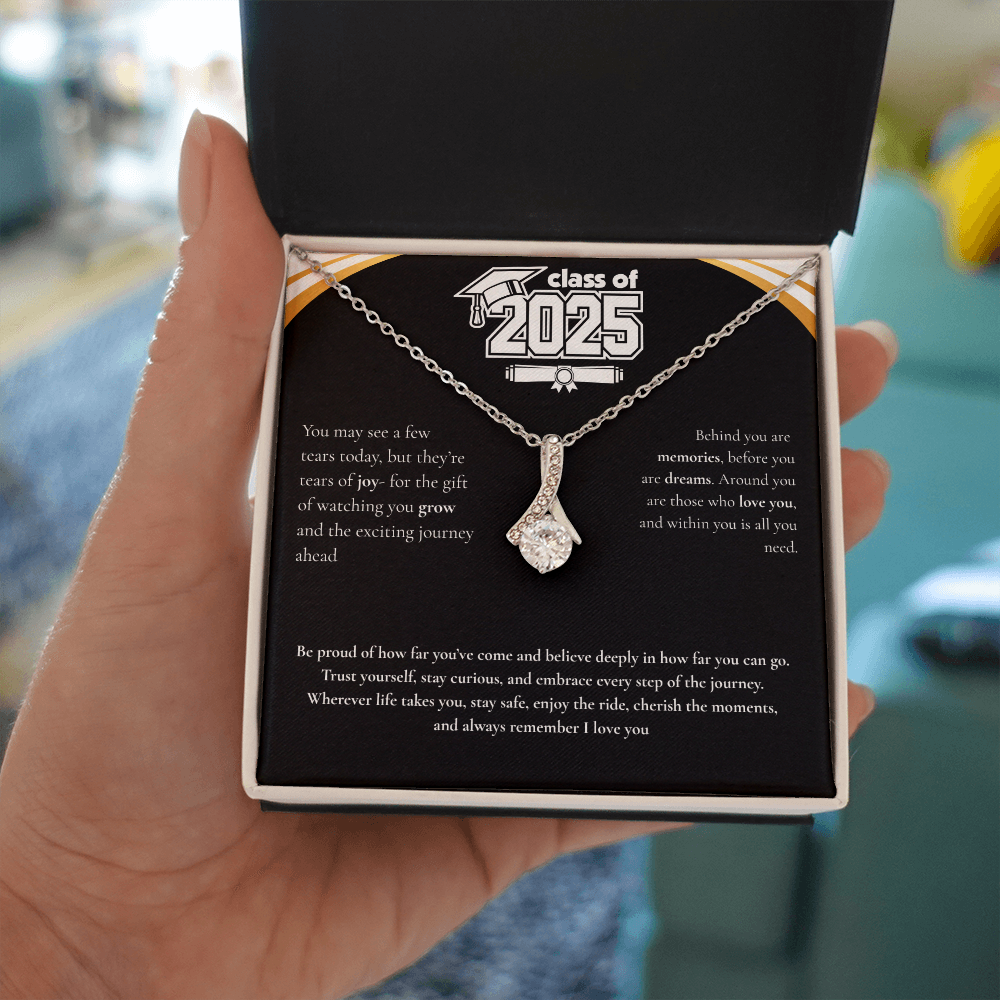 class of
2025
You may see a few
tears today, but they're
tears of joy- for the gift
of watching you grow
and the exciting journey
ahead
Behind you are
memories, before you
are dreams. Around you
are those who love you,
and within you is all you
need.
Be proud of how far you've come and believe deeply in how far you can go.
Trust yourself, stay curious, and embrace every step of the journey.
Wherever life takes you, stay safe, enjoy the ride, cherish the moments,
and always remember I love you